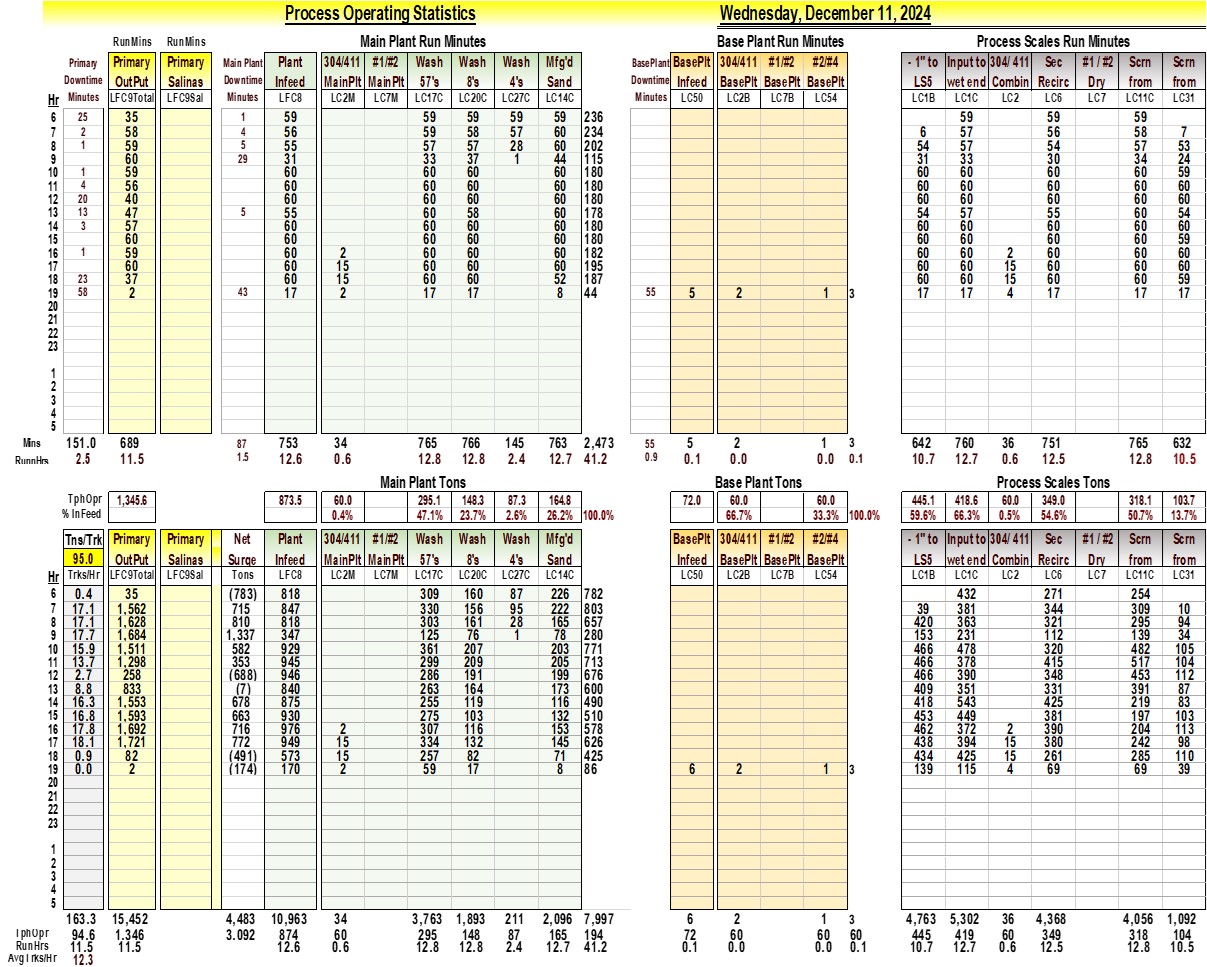 Process Operating Statistics Wednesday, December 11, 2024
RunMins RunMins Main Plant Run Minutes Base Plant Run Minutes Process Scales Run Minutes
Primary Primary Primary Main Plant Plant 304/411 #1/#2 Wash Wash Wash Mfg'd BasePlant BasePlt 304/411 #1/#2 #2/#4 - 1" to Input to 304/ 411 Sec #1 / #2 Scrn Scrn
Downtime OutPut Salinas Downtime Infeed MainPlt MainPlt 57's 8's 4's Sand Downtime Infeed BasePlt BasePlt BasePlt LS5 wet end Combin Recirc Dry from from
Hr Minutes LFC9Total LFC9Sal Minutes LFC8 LC2M LC7M LC17C LC20C LC27C LC14C Minutes LC50 LC2B LC7B LC54 LC1B LC1C LC2 LC6 LC7 LC11C LC31
6 25 35 1 59 59 59 59 59 236 59 59 59
7 2 58 4 56 59 58 57 60 234 6 57 56 58 7
8 1 59 5 55 57 57 28 60 202 54 57 54 57 53
9 60 29 31 33 37 1 44 115 31 33 30 34 24
10 1 59 60 60 60 60 180 60 60 60 60 59
11 4 56 60 60 60 60 180 60 60 60 60 59
12 20 40 60 60 60 60 180 60 60 60 60 60
13 13 47 5 55 60 58 60 178 54 57 55 60 54
14 3 57 60 60 60 60 180 60 60 60 60 60
15 60 60 60 60 60 180 60 60 60 60 59
16 1 59 60 2 60 60 60 182 60 60 2 60 60 60
17 60 60 15 60 60 60 195 60 60 15 60 60 60
18 23 37 60 15 60 60 52 187 60 60 15 60 60 59
19 58 2 43 17 2 17 17 8 44 55 5 2 1 3 17 17 4 17 17 17
20
21
22
23
1
2
3
4
5
Mins 151.0 689 87 753 34 765 766 145 763 2,473 55 5 2 1 3 642 760 36 751 765 632
RunnHrs 2.5 11.5 1.5 12.6 0.6 12.8 12.8 2.4 12.7 41.2 0.9 0.1 0.0 0.0 0.1 10.7 12.7 0.6 12.5 12.8 10.5
Main Plant Tons Base Plant Tons Process Scales Tons
TphOpr 1,345.6 873.5 60.0 295.1 148.3 87.3 164.8 72.0 60.0 60.0 445.1 418.6 60.0 349.0 318.1 103.7
% InFeed 0.4% 47.1% 23.7% 2.6% 26.2% 100.0% 66.7% 33.3% 100.0% 59.6% 66.3% 0.5% 54.6% 50.7% 13.7%
Tns/Trk Primary Primary Net Plant 304/411 #1/#2 Wash Wash Wash Mfg'd BasePlt 304/411 #1/#2 #2/#4 - 1" to Input to 304/ 411 Sec #1 / #2 Scrn Scrn
95.0 OutPut Salinas Surge Infeed MainPlt MainPlt 57's 8's 4's Sand Infeed BasePlt BasePlt BasePlt LS5 wet end Combin Recirc Dry from from
Hr Trks/Hr LFC9Total LFC9Sal Tons LFC8 LC2M LC7M LC17C LC20C LC27C LC14C LC50 LC2B LC7B LC54 LC1B LC1C LC2 LC6 LC7 LC11C LC31
6 0.4 35 (783) 818 309 160 87 226 782 432 271 254
7 17.1 1,562 715 847 330 156 95 222 803 39 381 344 309 10
8 17.1 1,628 810 818 303 161 28 165 657 420 363 321 295 94
9 17.7 1,684 1,337 347 125 76 1 78 280 153 231 112 139 34
10 15.9 1,511 582 929 361 207 203 771 466 478 320 482 105
11 13.7 1,298 353 945 299 209 205 713 466 378 415 517 104
12 2.7 258 (688) 946 286 191 199 676 466 390 348 453 112
13 8.8 833 (7) 840 263 164 173 600 409 351 331 391 87
14 16.3 1,553 678 875 255 119 116 490 418 543 425 219 83
15 16.8 1,593 663 930 275 103 132 510 453 449 381 197 103
16 17.8 1,692 716 976 2 307 116 153 578 462 372 2 390 204 113
17 18.1 1,721 772 949 15 334 132 145 626 438 394 15 380 242 98
18 0.9 82 (491) 573 15 257 82 71 425 434 425 15 261 285 110
19 0.0 2 (174) 170 2 59 17 8 86 6 2 1 3 139 115 4 69 69 39
20
21
22
23
1
2
3
4
5
163.3 15,452 4,483 10,963 34 3,763 1,893 211 2,096 7,997 6 2 1 3 4,763 5,302 36 4,368 4,056 1,092
TphOpr 94.6 1,346 3.092 874 60 295 148 87 165 194 72 60 60 60 445 419 60 349 318 104
RunHrs 11.5 11.5 12.6 0.6 12.8 12.8 2.4 12.7 41.2 0.1 0.0 0.0 0.1 10.7 12.7 0.6 12.5 12.8 10.5
AvgTrks/Hr 12.3